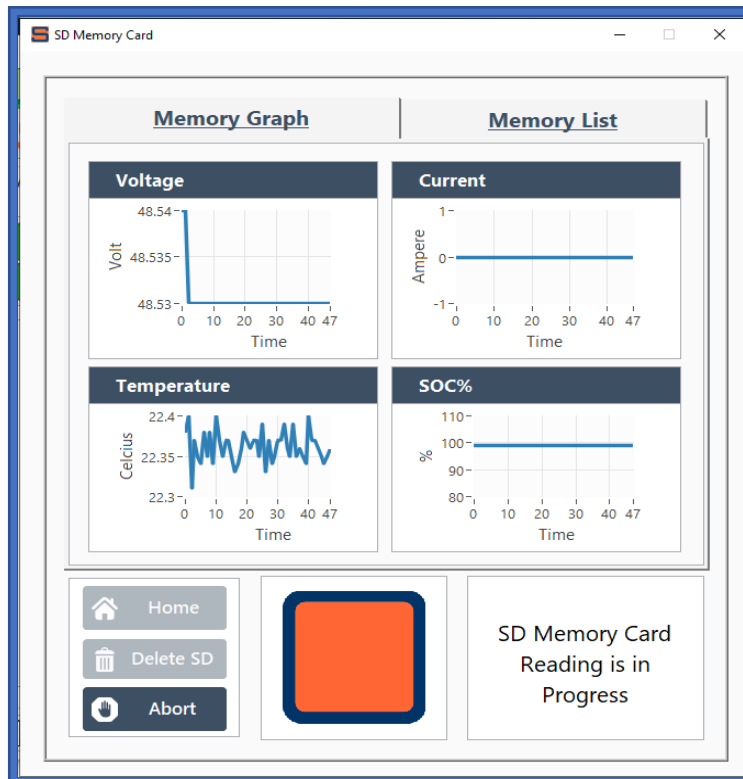 SD Memory Card
Memory Graph
Memory List
Voltage
48.54
48.535
48.53
Volt
0 10 20 30 40 47
Time
Current
1
0
-1
Ampere
0 10 20 30 40 47
Time
Temperature
22.4
22.35
22.3
Celcius
0 10 20 30 40 47
Time
SOC%
110
100
90
80
%
0 10 20 30 40 47
Time
Home
Delete SD
Abort
SD Memory Card
Reading is in
Progress